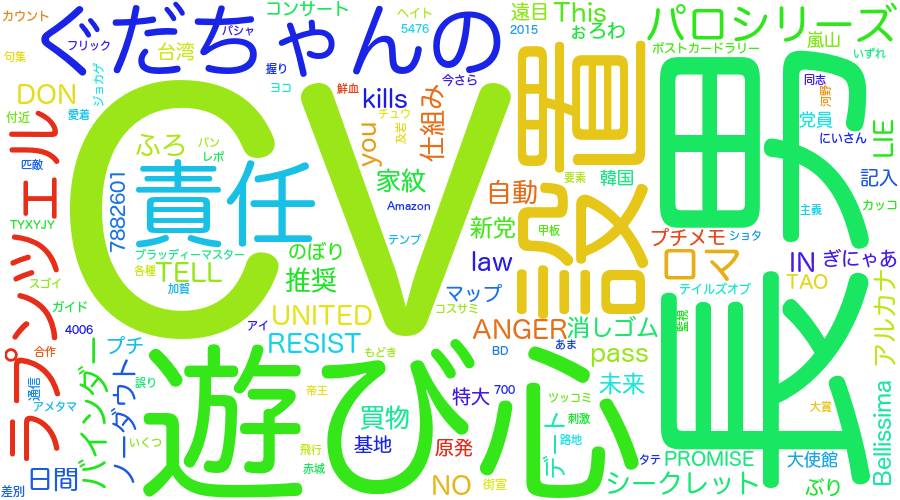 カウント
ぐだちゃんの
コンサート
遠目
This
パロシリーズ
ヘイト
5476
2015
ぉろわ
嵐山
句集
フリック
台湾
パシャ
ポストカードラリー
いずれ
DON
ジョカゲ
握り
鮮血
今さら
kills
仕組み
設置
長野
同志
河野
付近
愛着
ヨコ
チュウ
you
及岩
党員
CV
ふろ
バン
レポ
にいさん
LIE
ラプンツェル
匹敵
責任
家紋
自動
要素
韓国
記入
7882601
Amazon
主義
カッコ
TYXYJY
ブラッディーマスター
テンプ
新党
甲板
プチメモ
ショタ
各種
TELL
のぼり
law
ロマ
IN
ぎにゃあ
スゴイ
加賀
推奨
マップ
テイルズオブ
TAO
アルカナ
ガイド
UNITED
コスサミ
4006
アイ
ANGER
消しゴム
監視
合作
プチ
RESIST
もどき
BD
あま
pass
通信
バインダー
誤り
遊び心
アメタマ
ノーダウト
帝王
特大
700
ツッコミ
未来
大賞
いくつ
買物
刺激
Bellissima
基地
原発
デート
路地
飛行
タテ
PROMISE
大使館
日間
赤城
NO
街宣
シークレット
ぶり
差別